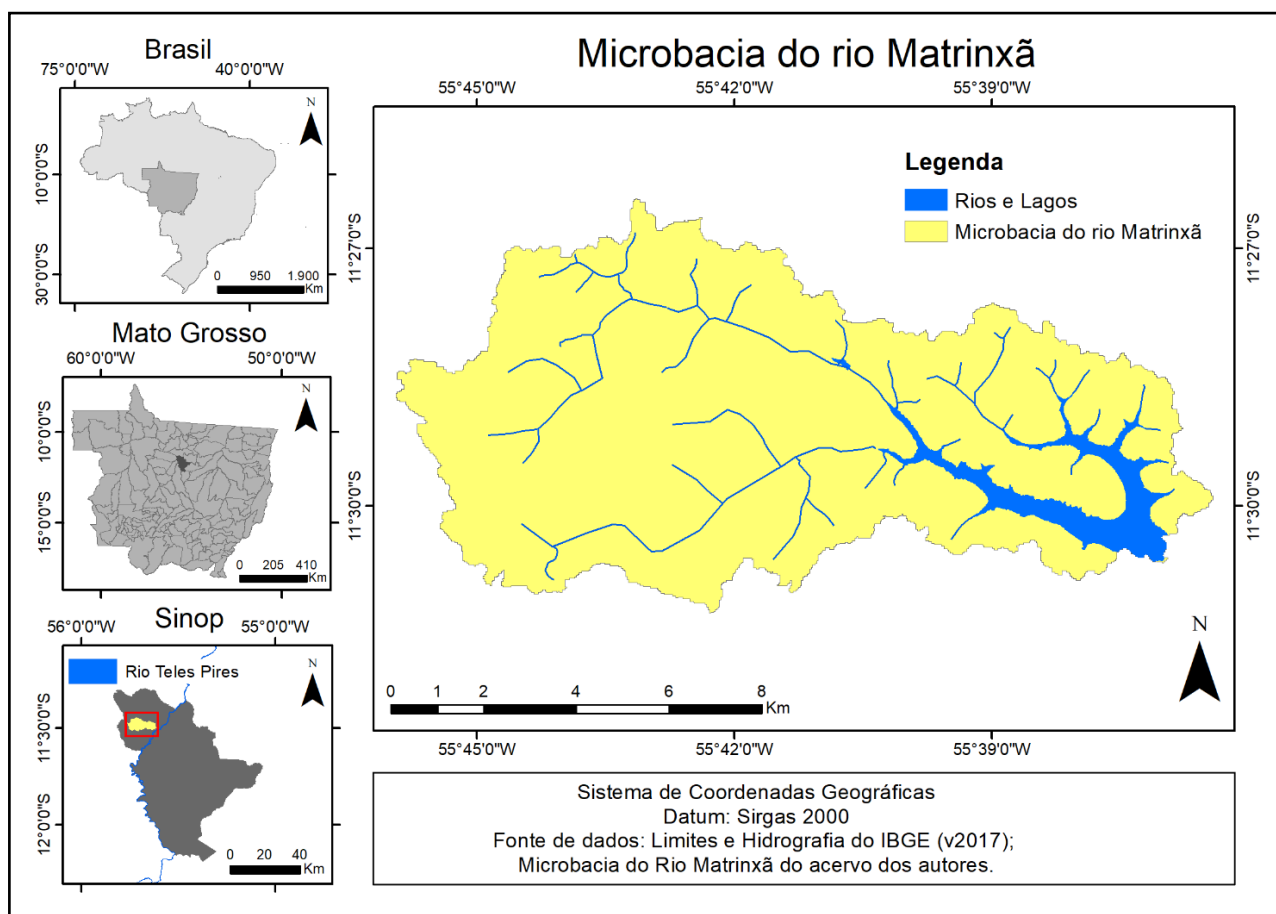 Brasil
75°0'0"W 40°0'0"W
N
10°0'0"S
30°0'0"S
0 950 1.900
Km
Mato Grosso
60°0'0"W 50°0'0"W
N
10°0'0"S
15°0'0"S
0 205 410
Km
Sinop
56°0'0"W 55°0'0"W
Rio Teles Pires
N
11°30'0"S
12°0'0"S
0 20 40
Km
Microbacia do rio Matrinxã
55°45'0"W 55°42'0"W 55°39'0"W
Legenda
Rios e Lagos
Microbacia do rio Matrinxã
11°27'0"S 11°27'0"S
11°30'0"S 11°30'0"S
N
0 1 2 4 6 8
Km
55°45'0"W 55°42'0"W 55°39'0"W
Sistema de Coordenadas Geográficas
Datum: Sirgas 2000
Fonte de dados: Limites e Hidrografia do IBGE (v2017);
Microbacia do Rio Matrinxã do acervo dos autores.